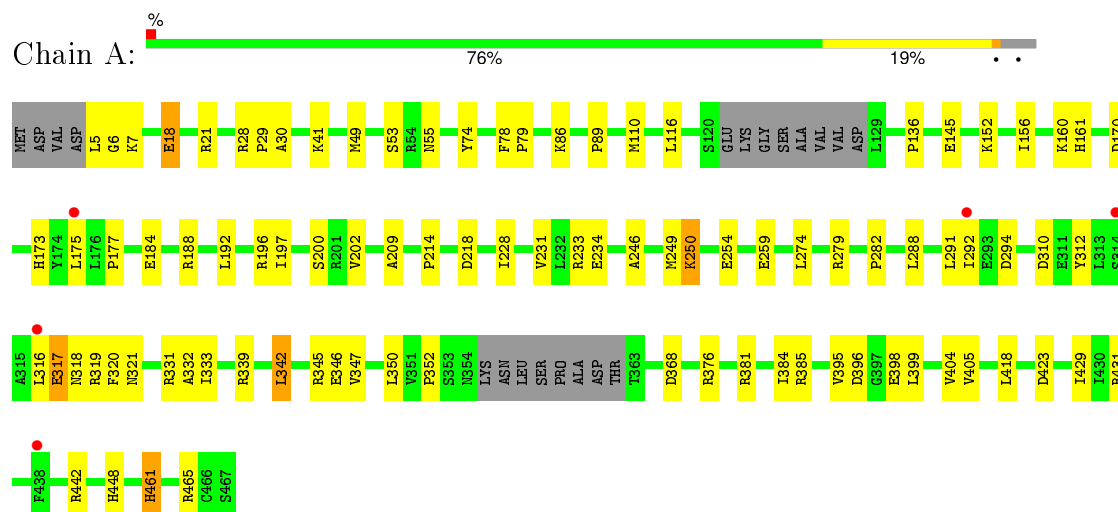 %
Chain A:
76% 19% • •
MET ASP VAL ASP L5 G6 K7 E18 R21 R28 P29 A30 K41 M49 S53 R54 N55 Y74 F78 P79 K86 P89 M110 L116 S120 GLU LYS GLY SER ALA VAL VAL ASP L129 P136 E145 K152 I156 K160 H161
H173 Y174 L175 L176 P177 E184 R188 L192 R196 I197 S200 R201 V202 A209 P214 D218 I228 V231 L232 R233 E234 A246 M249 K250 E254 E259 L274 R279 P282 L288 L291 I292 E293 D294 D310 E311 Y312 L313 S314
A315 L316 E317 N318 R319 F320 N321 R331 A332 I333 R339 L342 R345 E346 V347 L350 V351 P352 S353 N354 LYS ASN LEU SER PRO ALA ASP THR T363 D368 R376 R381 I384 R385 V395 D396 G397 E398 L399 V404 V405 L418 D423 I429 I430
F438 R442 H448 H461 R465 C466 S467